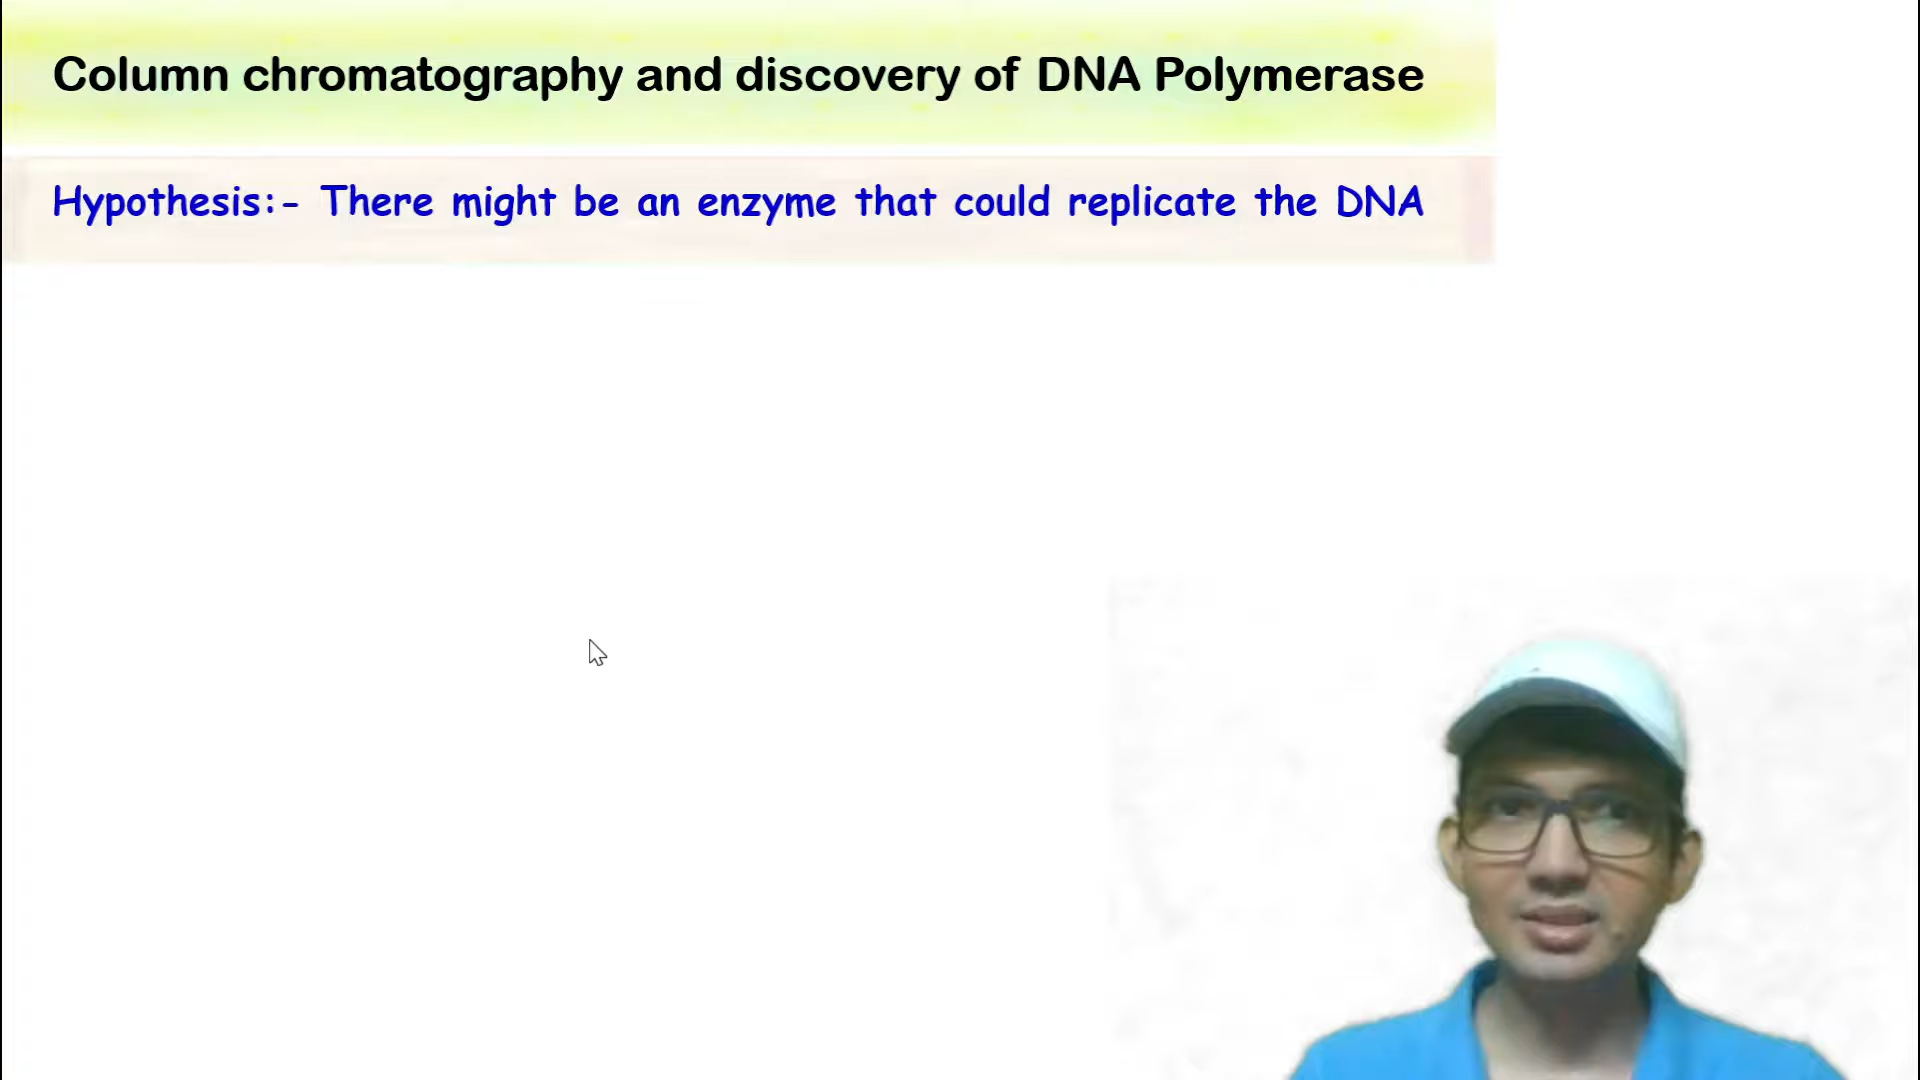 Column chromatography and discovery of DNA Polymerase
Hypothesis:- There might be an enzyme that could replicate the DNA